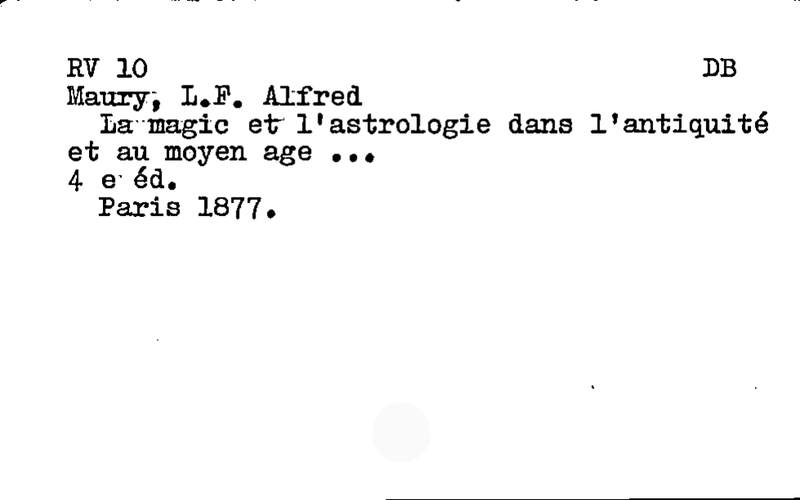 RV 10 DB
Maury, L.F. Alfred
La magic et l'astrologie dans l'antiquité
et au moyen age ...
4 e éd.
Paris 1877.